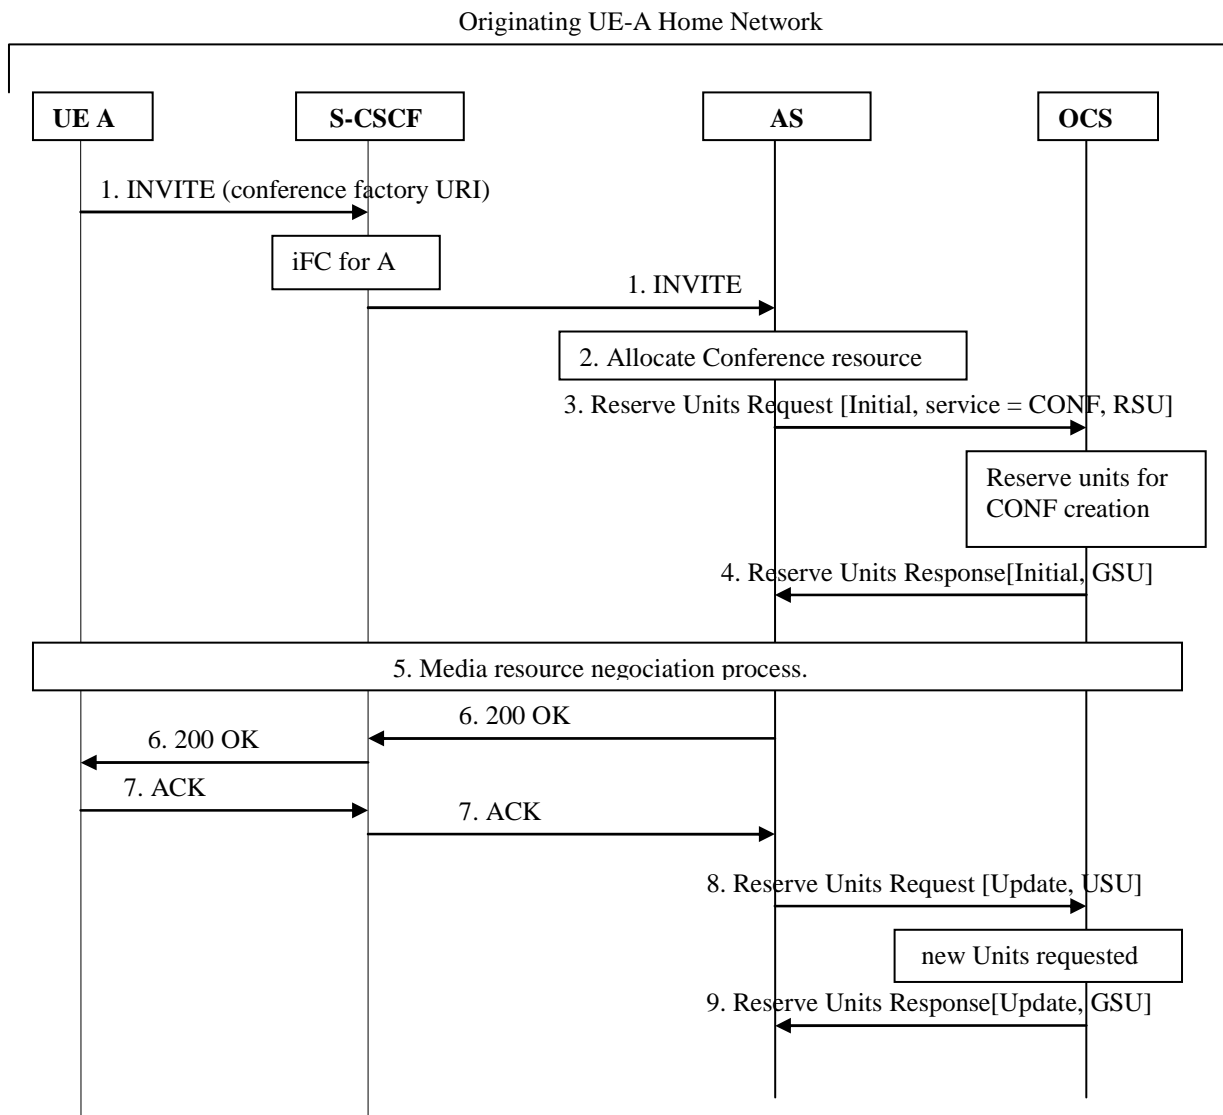 Originating UE-A Home Network
UE A
S-CSCF
AS
OCS
1. INVITE (conference factory URI)
iFC for A
1. INVITE
2. Allocate Conference resource
3. Reserve Units Request [Initial, service = CONF, RSU]
Reserve units for
CONF creation
4. Reserve Units Response[Initial, GSU]
5. Media resource negociation process.
6. 200 OK
6. 200 OK
7. ACK
7. ACK
8. Reserve Units Request [Update, USU]
new Units requested
9. Reserve Units Response[Update, GSU]